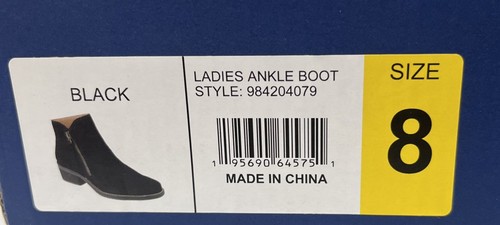 BLACK
LADIES ANKLE BOOT
STYLE: 984204079
1 95690 64575 1
MADE IN CHINA
SIZE
8